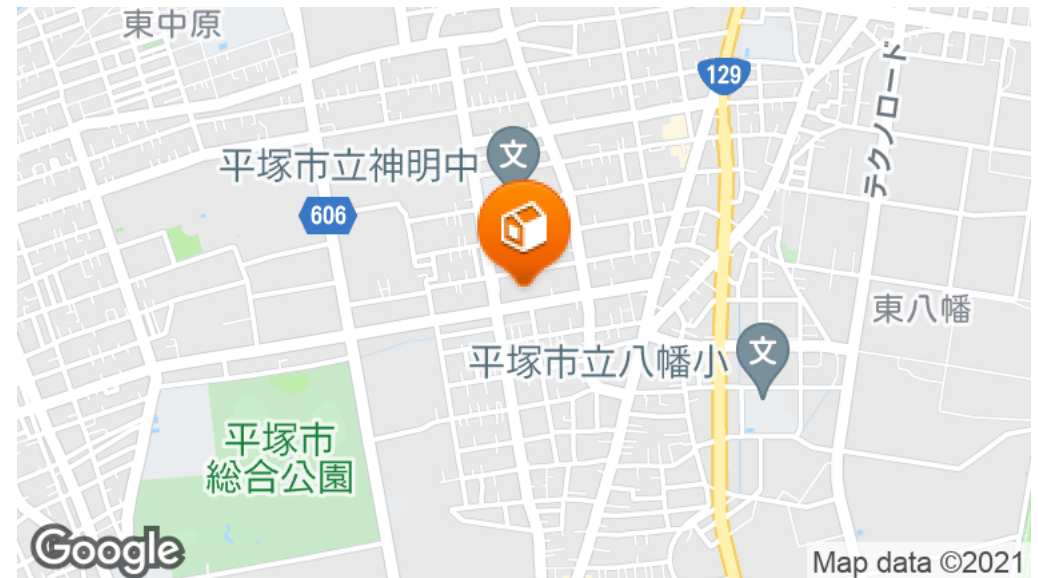 東中原
129
テクノロード
平塚市立神明中
文
606
東八幡
平塚市立八幡小
文
平塚市
総合公園
Google
Map data ©2021